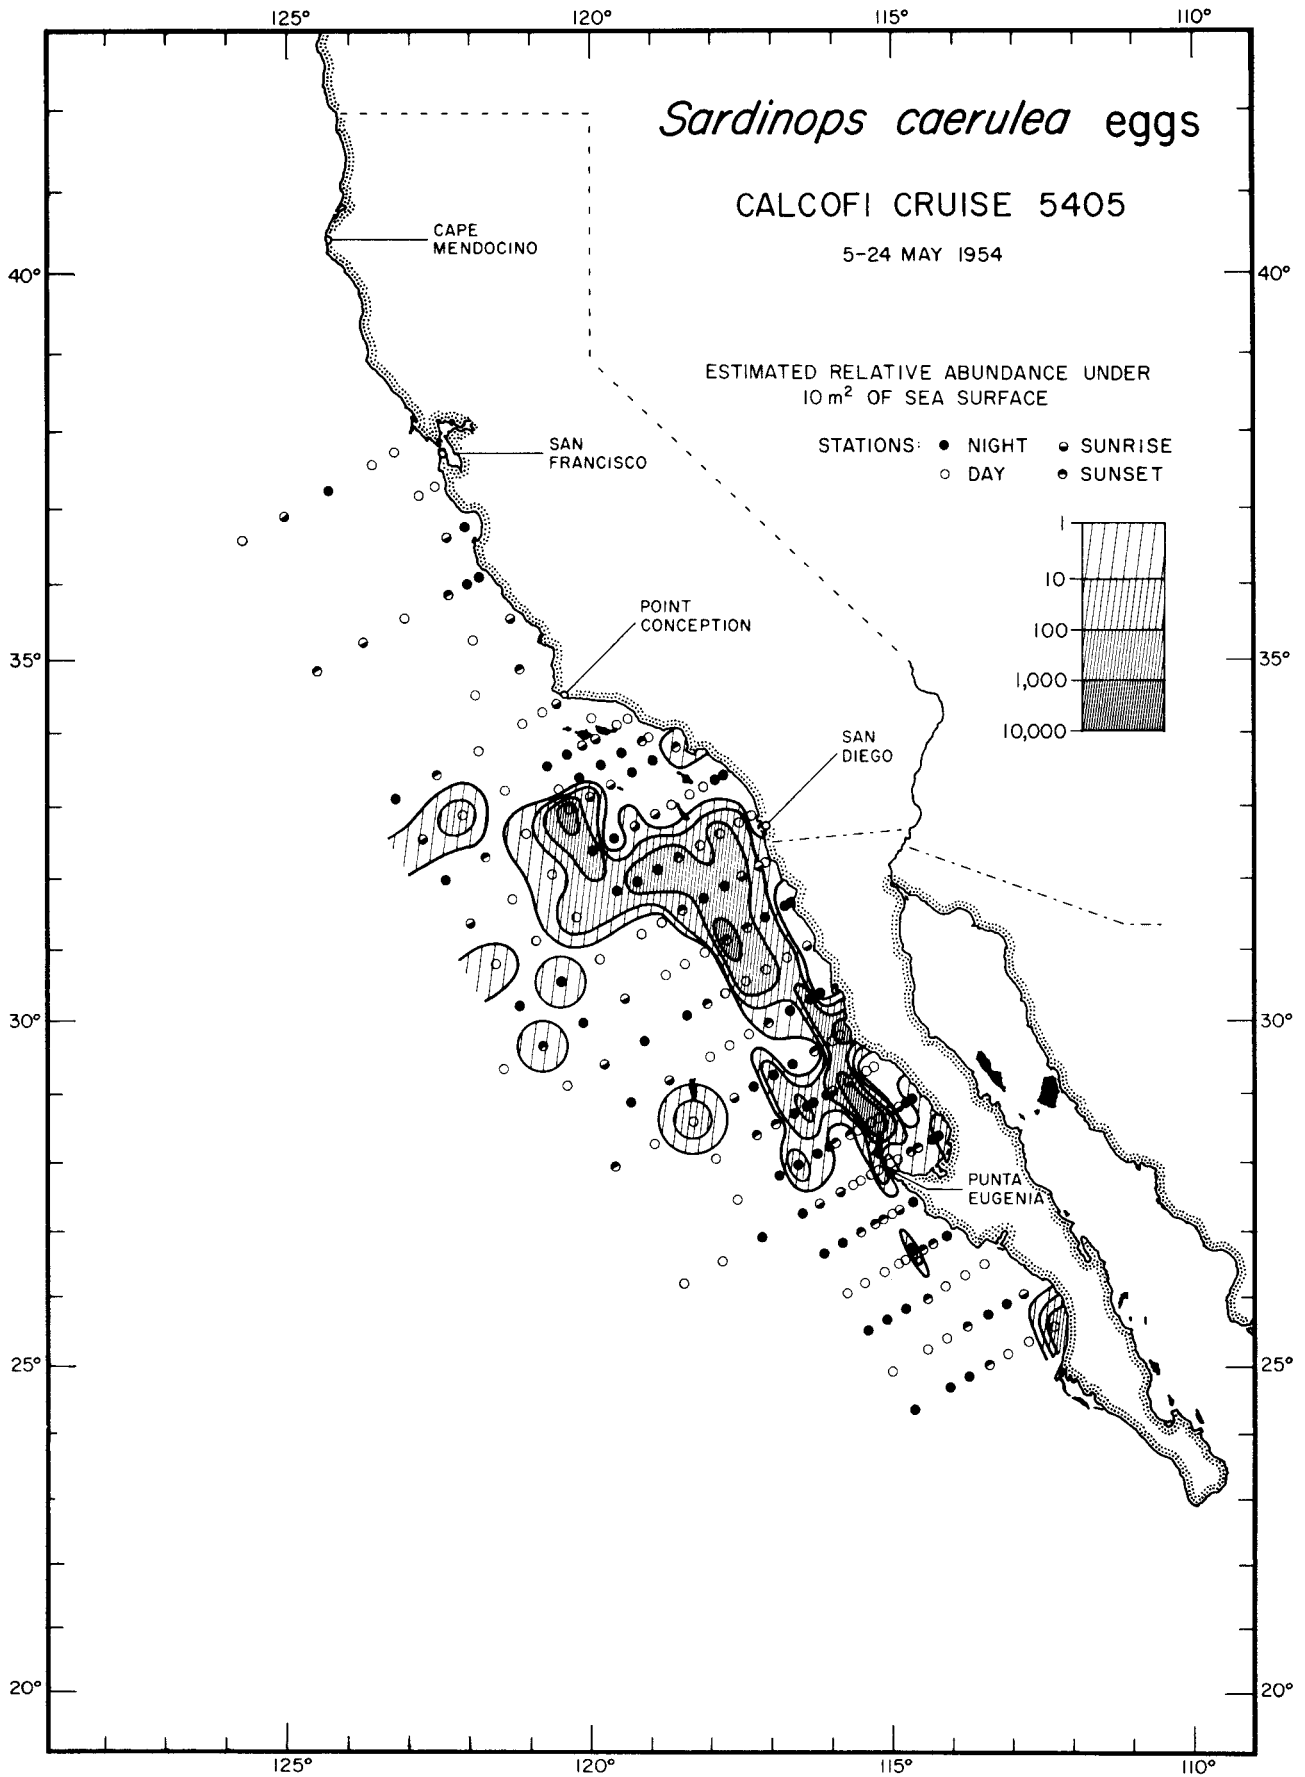 125°
120°
115°
110°
Sardinops caerulea eggs
CALCOFI CRUISE 5405
5-24 MAY 1954
CAPE
MENDOCINO
40°
40°
ESTIMATED RELATIVE ABUNDANCE UNDER
10 m² OF SEA SURFACE
STATIONS: ● NIGHT ◒ SUNRISE
○ DAY ◓ SUNSET
SAN
FRANCISCO
1
10
100
1,000
10,000
POINT
CONCEPTION
35°
35°
SAN
DIEGO
30°
30°
PUNTA
EUGENIA
25°
25°
20°
20°
125°
120°
115°
110°